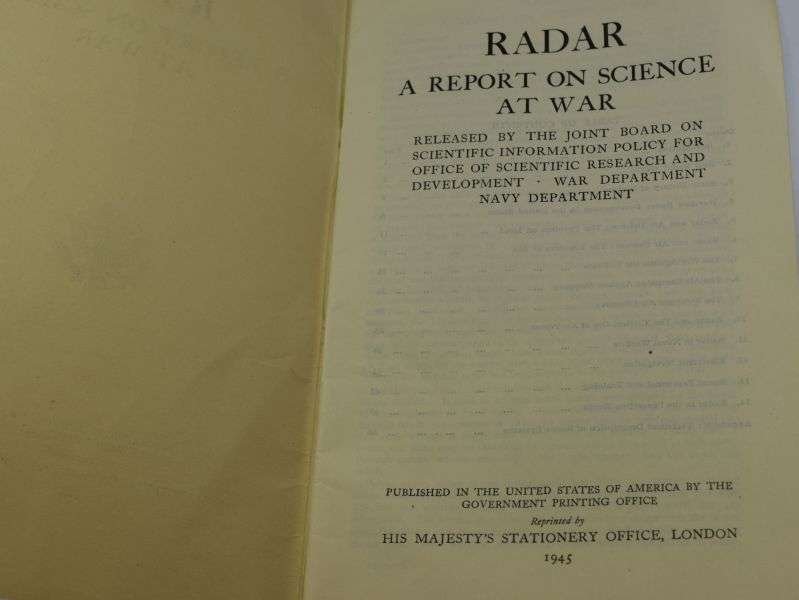 RADAR
A REPORT ON SCIENCE
AT WAR
RELEASED BY THE JOINT BOARD ON
SCIENTIFIC INFORMATION POLICY FOR
OFFICE OF SCIENTIFIC RESEARCH AND
DEVELOPMENT · WAR DEPARTMENT
NAVY DEPARTMENT
PUBLISHED IN THE UNITED STATES OF AMERICA BY THE
GOVERNMENT PRINTING OFFICE
Reprinted by
HIS MAJESTY'S STATIONERY OFFICE, LONDON
1945